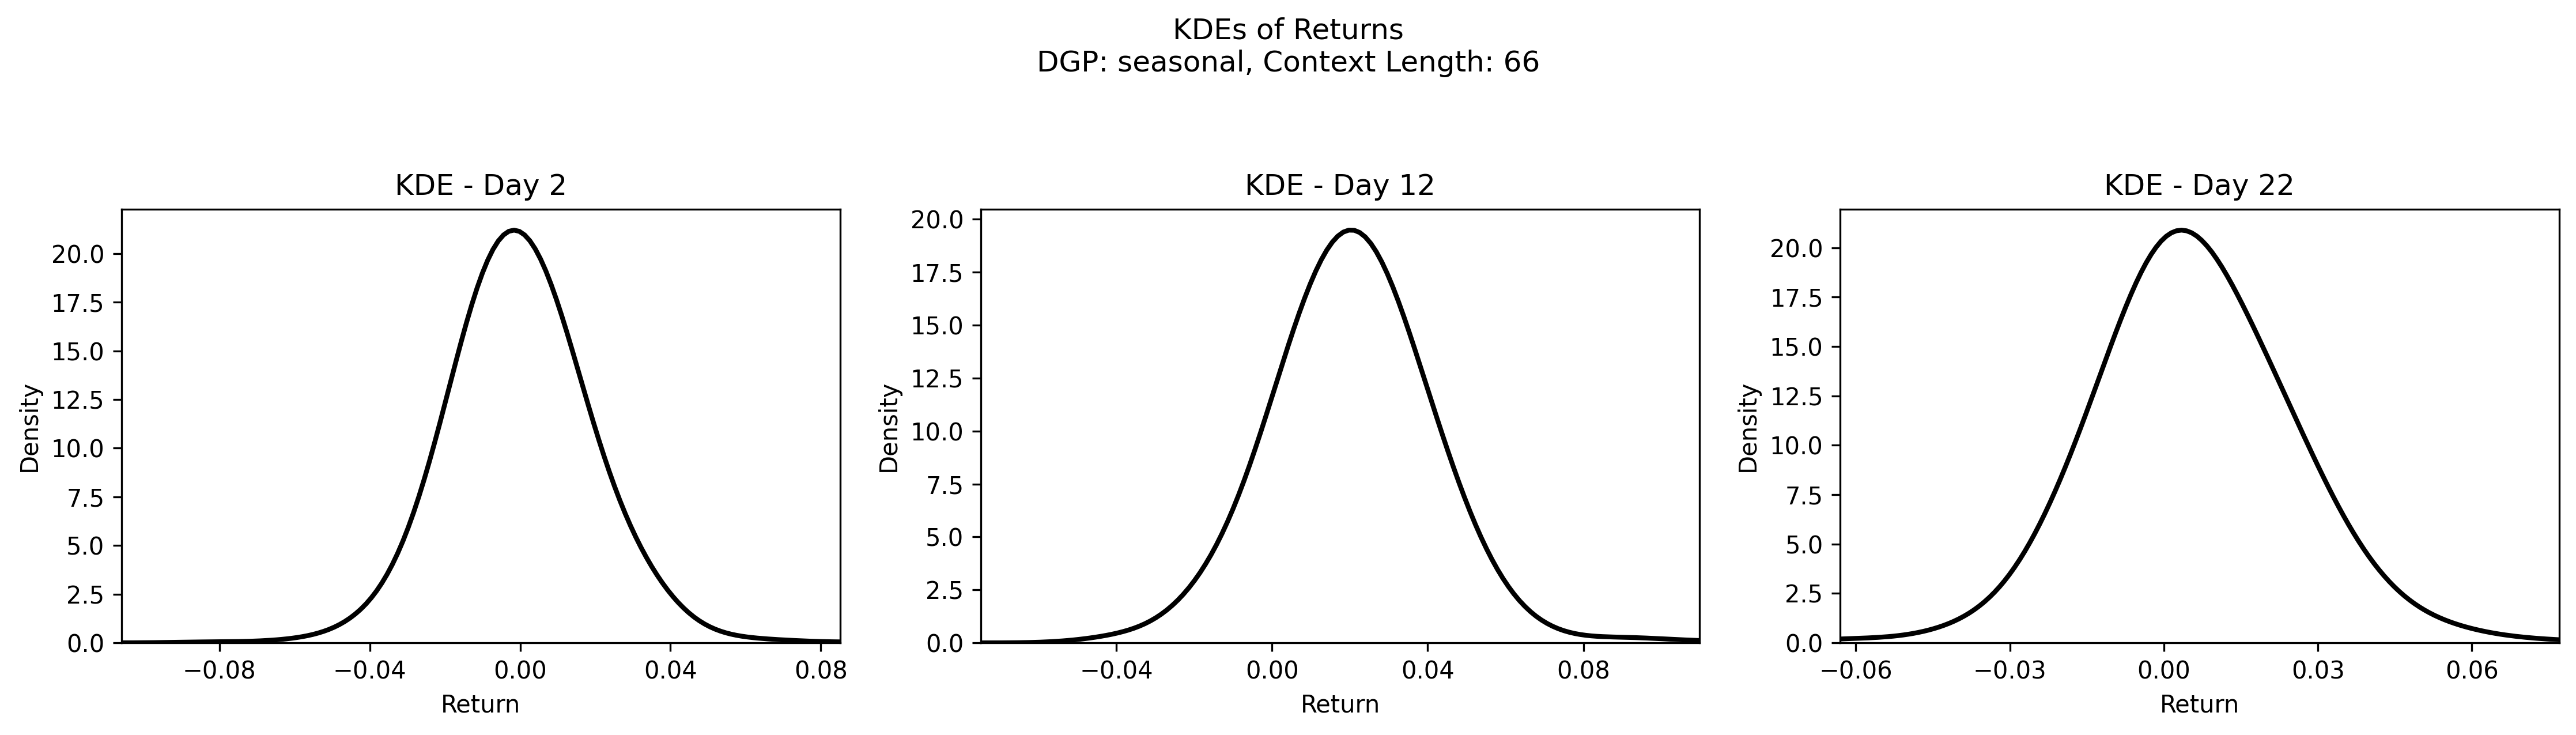 KDEs of Returns
DGP: seasonal, Context Length: 66
KDE - Day 2
20.0
17.5
15.0
12.5
10.0
7.5
5.0
2.5
0.0
Density
−0.08 −0.04 0.00 0.04 0.08
Return
KDE - Day 12
20.0
17.5
15.0
12.5
10.0
7.5
5.0
2.5
0.0
Density
−0.04 0.00 0.04 0.08
Return
KDE - Day 22
20.0
17.5
15.0
12.5
10.0
7.5
5.0
2.5
0.0
Density
−0.06 −0.03 0.00 0.03 0.06
Return